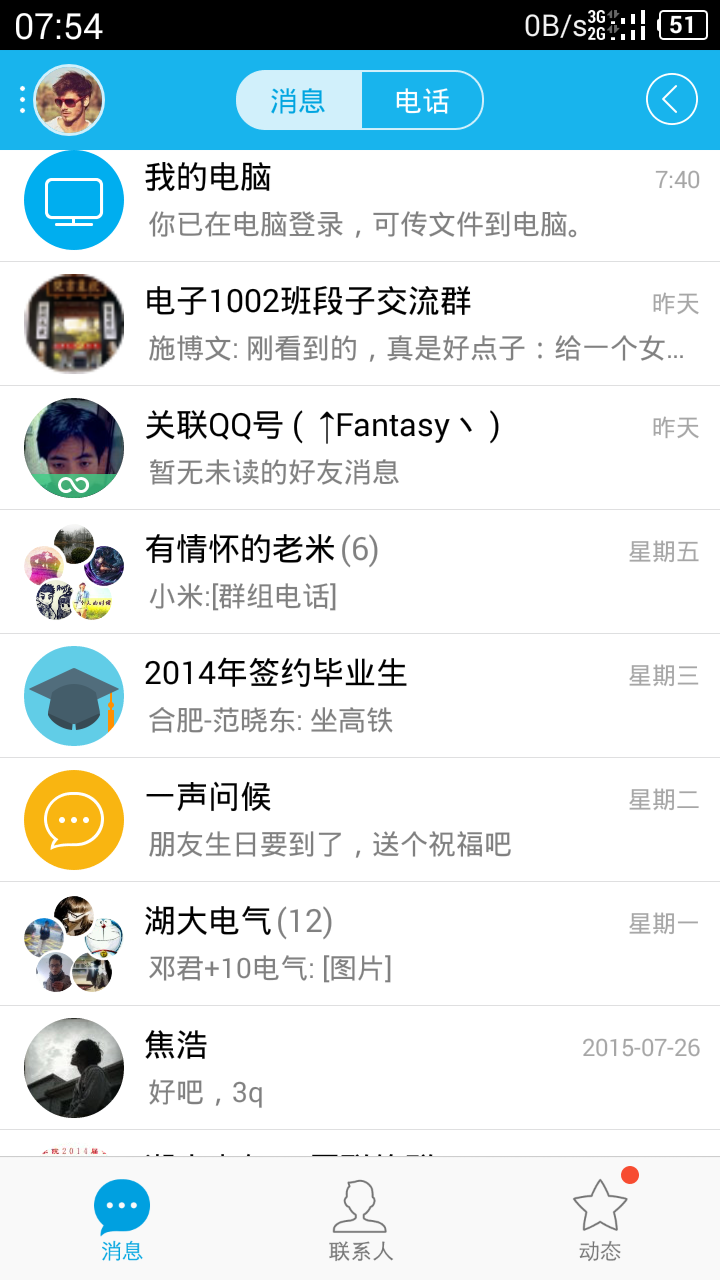 07:54
0B/s 3G 2G 51
消息 电话
我的电脑 7:40
你已在电脑登录，可传文件到电脑。
电子1002班段子交流群 昨天
施博文: 刚看到的，真是好点子：给一个女...
关联QQ号 ( ↑Fantasy丶 ) 昨天
暂无未读的好友消息
有情怀的老米(6) 星期五
小米:[群组电话]
2014年签约毕业生 星期三
合肥-范晓东: 坐高铁
一声问候 星期二
朋友生日要到了，送个祝福吧
湖大电气(12) 星期一
邓君+10电气: [图片]
焦浩 2015-07-26
好吧，3q
消息 联系人 动态